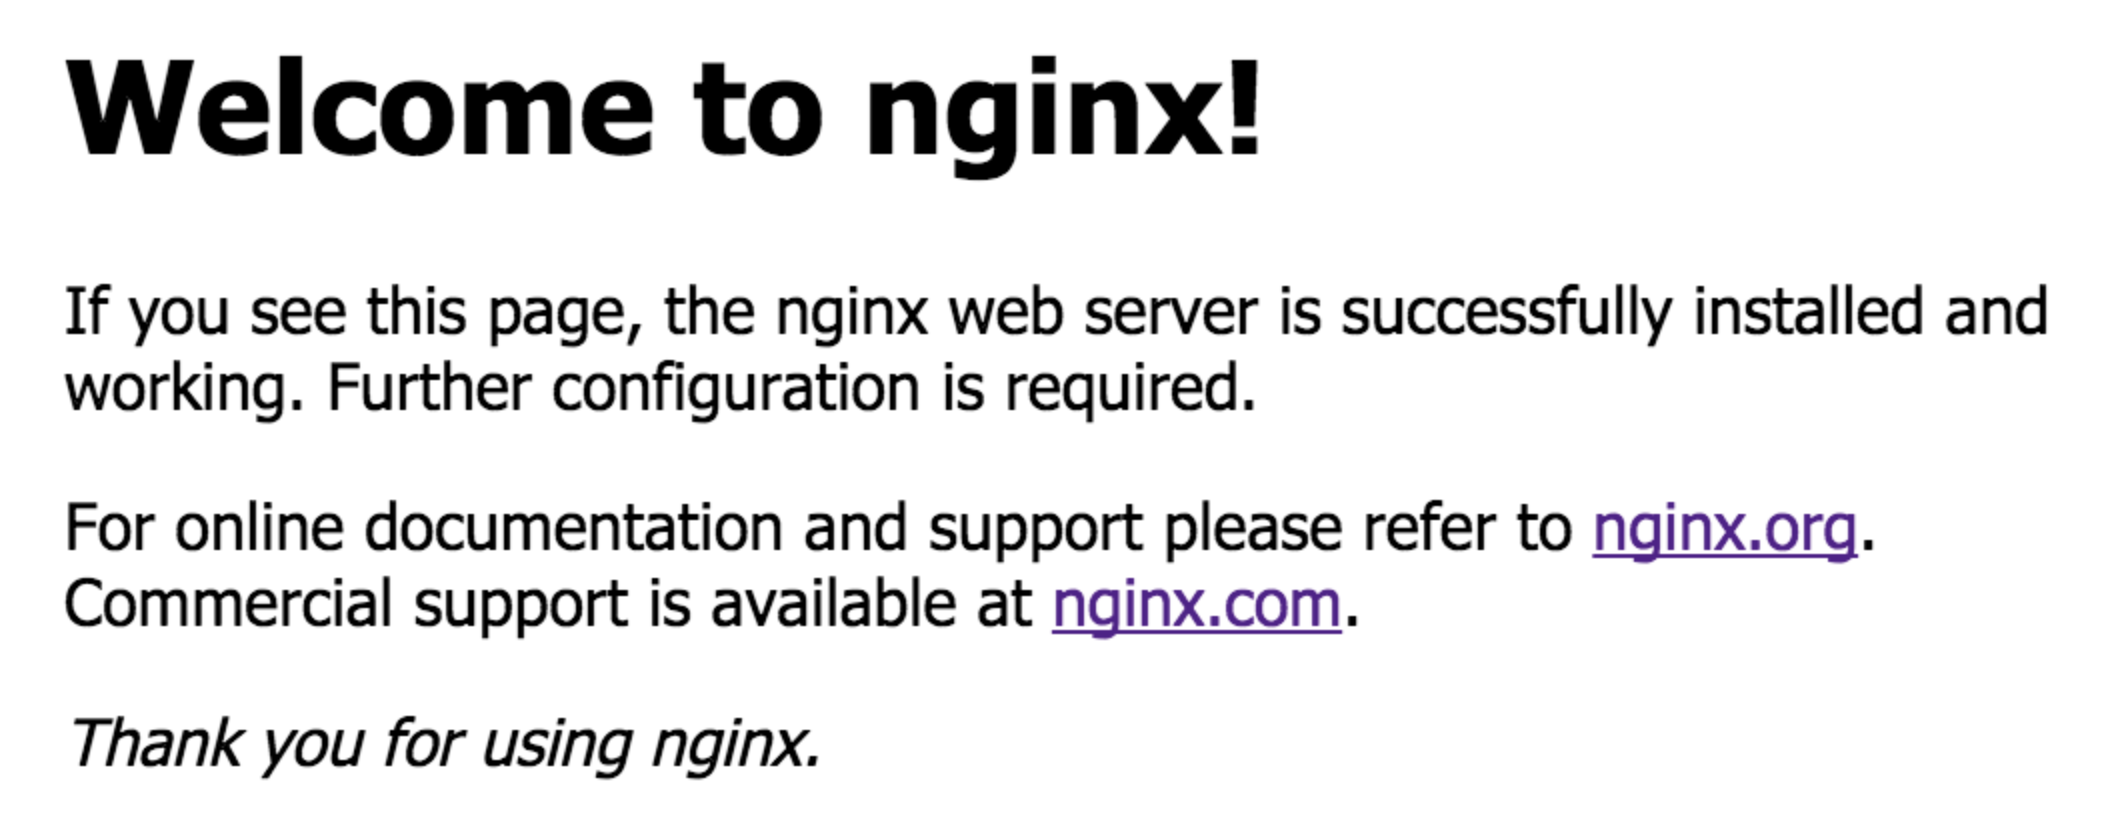 Welcome to nginx!
If you see this page, the nginx web server is successfully installed and
working. Further configuration is required.
For online documentation and support please refer to nginx.org.
Commercial support is available at nginx.com.
Thank you for using nginx.